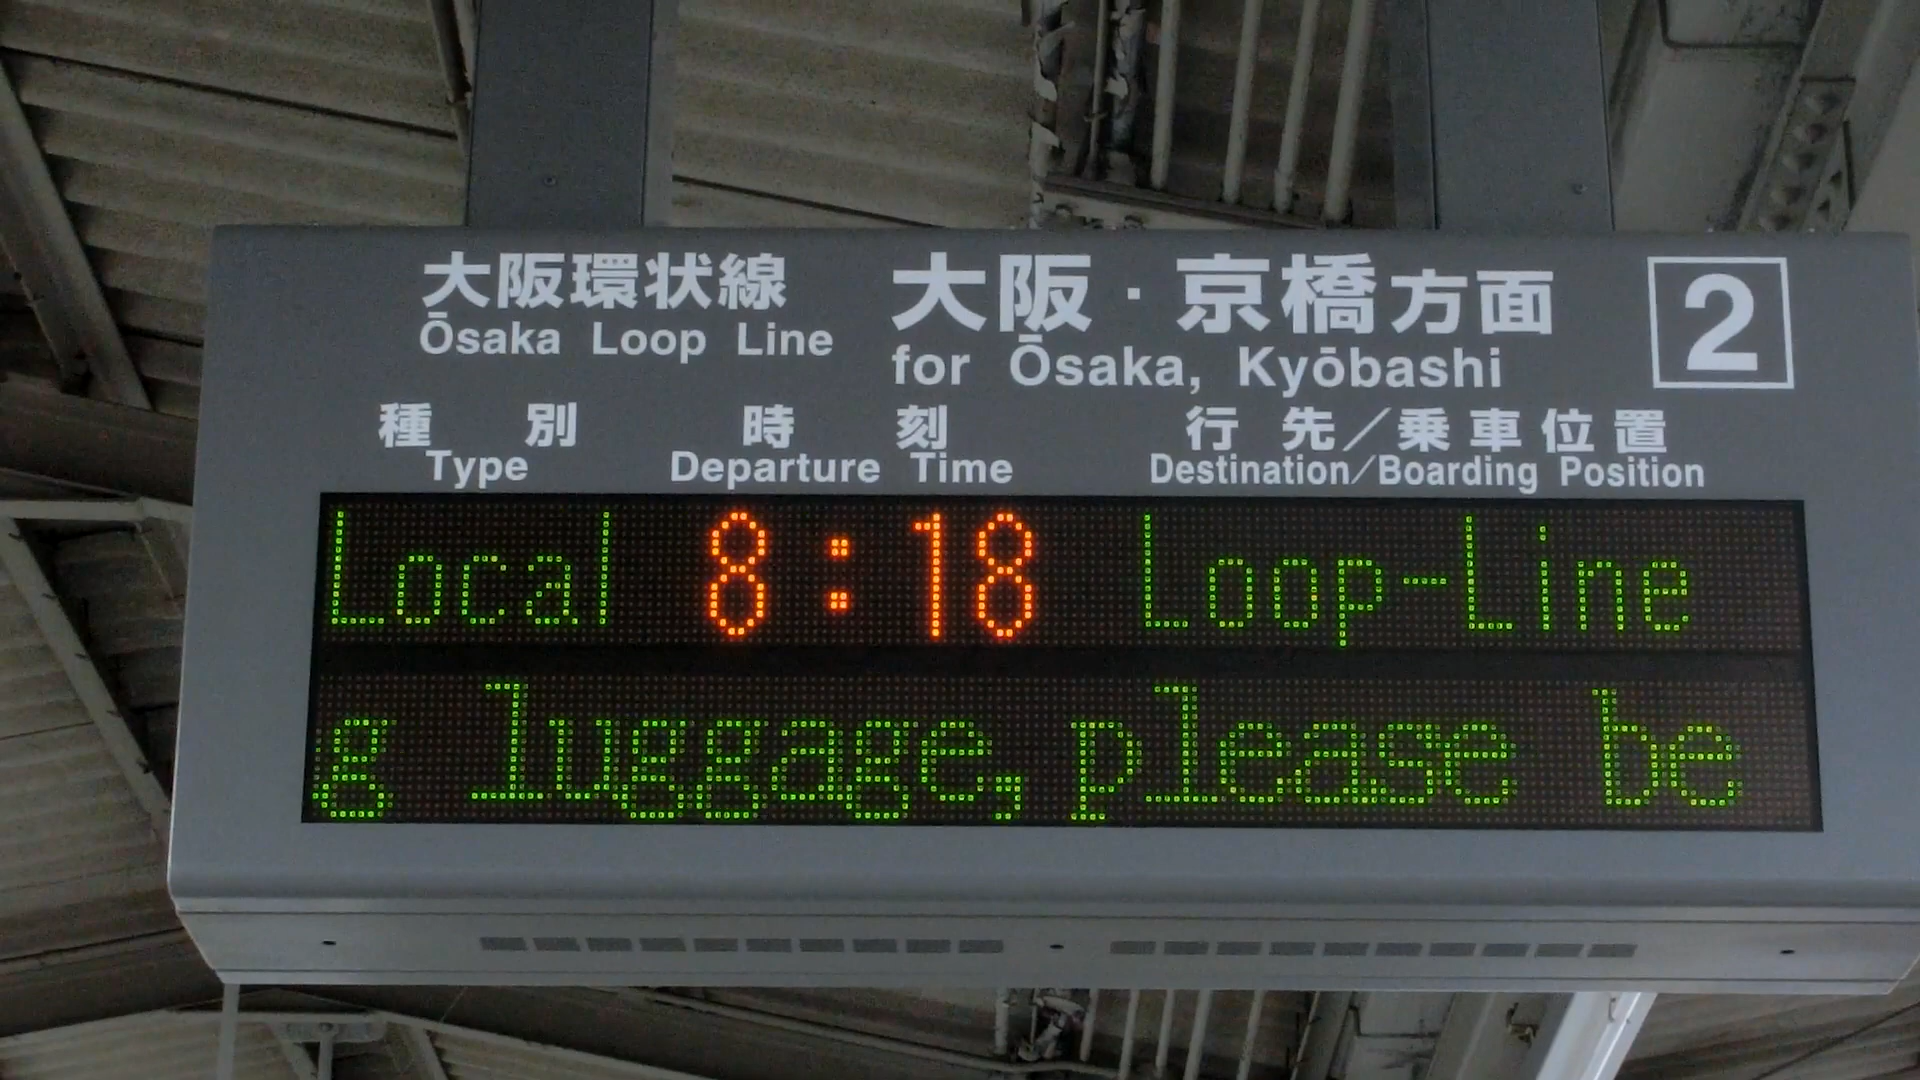 大阪環状線 大阪・京橋方面 2
Ōsaka Loop Line for Ōsaka, Kyōbashi
種別 時刻 行先／乗車位置
Type Departure Time Destination/Boarding Position
Local 8:18 Loop-Line
g luggage, please be